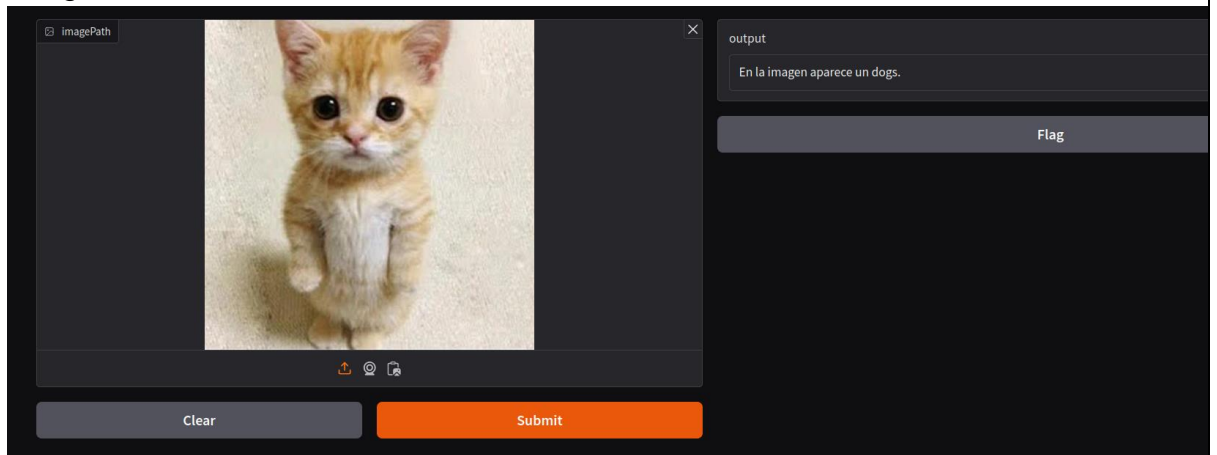 imagePath
output
En la imagen aparece un dogs.
Flag
Clear
Submit